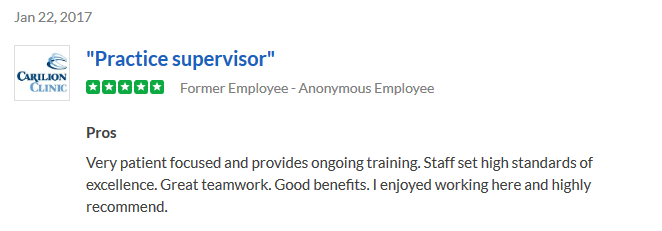 Jan 22, 2017
CARILION
CLINIC
"Practice supervisor"
Former Employee - Anonymous Employee
Pros
Very patient focused and provides ongoing training. Staff set high standards of
excellence. Great teamwork. Good benefits. I enjoyed working here and highly
recommend.